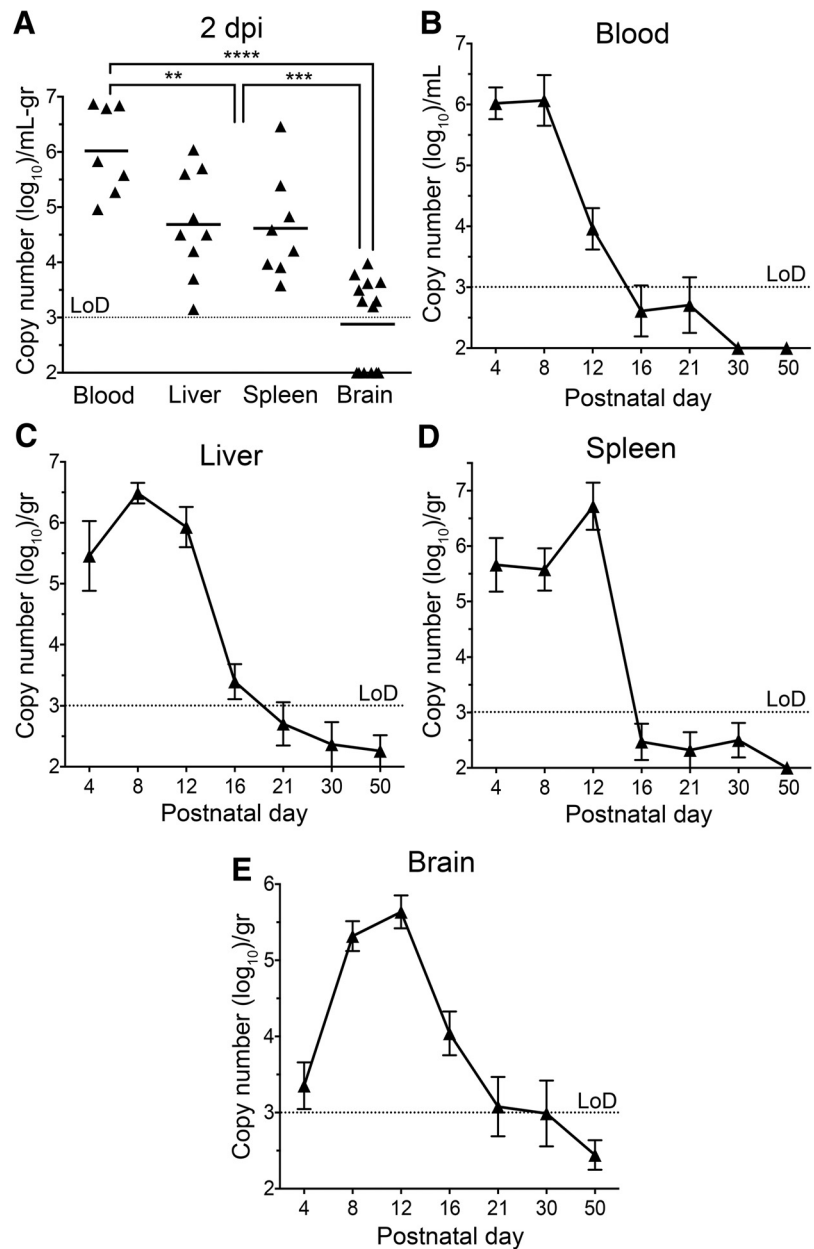 A
2 dpi
****
**
***
Copy number (log10)/mL-gr
7
6
5
4
3
2
LoD
Blood Liver Spleen Brain
B
Blood
Copy number (log10)/mL
7
6
5
4
3
2
LoD
4 8 12 16 21 30 50
Postnatal day
C
Liver
Copy number (log10)/gr
7
6
5
4
3
2
LoD
4 8 12 16 21 30 50
Postnatal day
D
Spleen
Copy number (log10)/gr
7
6
5
4
3
2
LoD
4 8 12 16 21 30 50
Postnatal day
E
Brain
Copy number (log10)/gr
6
5
4
3
2
LoD
4 8 12 16 21 30 50
Postnatal day